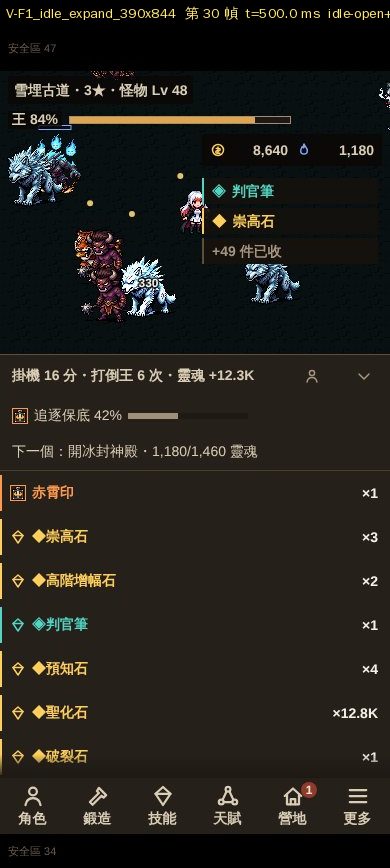 V-F1_idle_expand_390x844 第 30 幀 t=500.0 ms idle-open+
安全區 47
雪埋古道・3★・怪物 Lv 48
王 84%
8,640 1,180
◈ 判官筆
◆ 崇高石
+49 件已收
330
掛機 16 分・打倒王 6 次・靈魂 +12.3K
追逐保底 42%
下一個：開冰封神殿・1,180/1,460 靈魂
赤霄印 ×1
◆崇高石 ×3
◆高階增幅石 ×2
◈判官筆 ×1
◆預知石 ×4
◆聖化石 ×12.8K
◆破裂石 ×1
1
角色 鍛造 技能 天賦 營地 更多
安全區 34